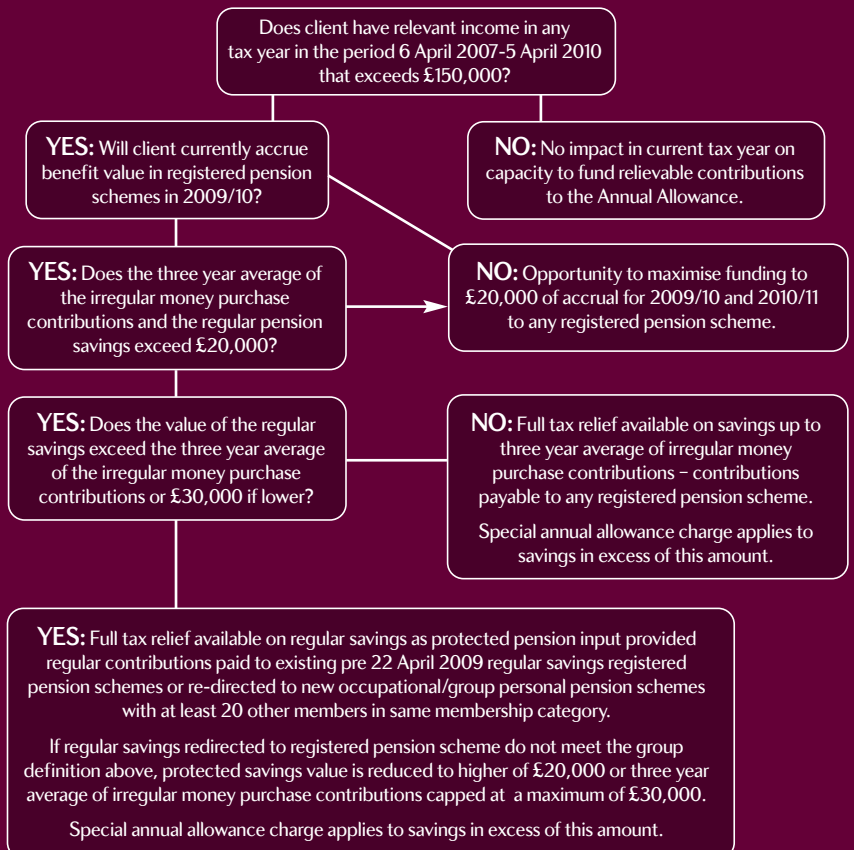 Does client have relevant income in any
tax year in the period 6 April 2007-5 April 2010
that exceeds £150,000?
YES: Will client currently accrue
benefit value in registered pension
schemes in 2009/10?
NO: No impact in current tax year on
capacity to fund relievable contributions
to the Annual Allowance.
YES: Does the three year average of
the irregular money purchase
contributions and the regular pension
savings exceed £20,000?
NO: Opportunity to maximise funding to
£20,000 of accrual for 2009/10 and 2010/11
to any registered pension scheme.
YES: Does the value of the regular
savings exceed the three year average
of the irregular money purchase
contributions or £30,000 if lower?
NO: Full tax relief available on savings up to
three year average of irregular money
purchase contributions – contributions
payable to any registered pension scheme.
Special annual allowance charge applies to
savings in excess of this amount.
YES: Full tax relief available on regular savings as protected pension input provided
regular contributions paid to existing pre 22 April 2009 regular savings registered
pension schemes or re-directed to new occupational/group personal pension schemes
with at least 20 other members in same membership category.
If regular savings redirected to registered pension scheme do not meet the group
definition above, protected savings value is reduced to higher of £20,000 or three year
average of irregular money purchase contributions capped at a maximum of £30,000.
Special annual allowance charge applies to savings in excess of this amount.